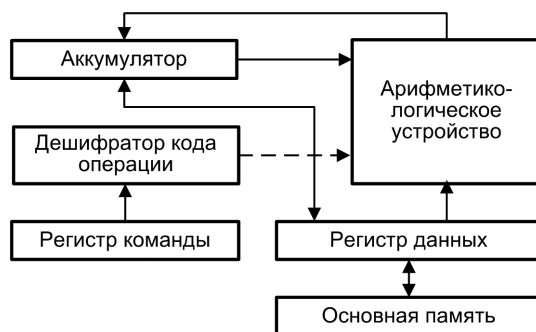 Аккумулятор
Арифметико-
логическое
устройство
Дешифратор кода
операции
Регистр команды
Регистр данных
Основная память